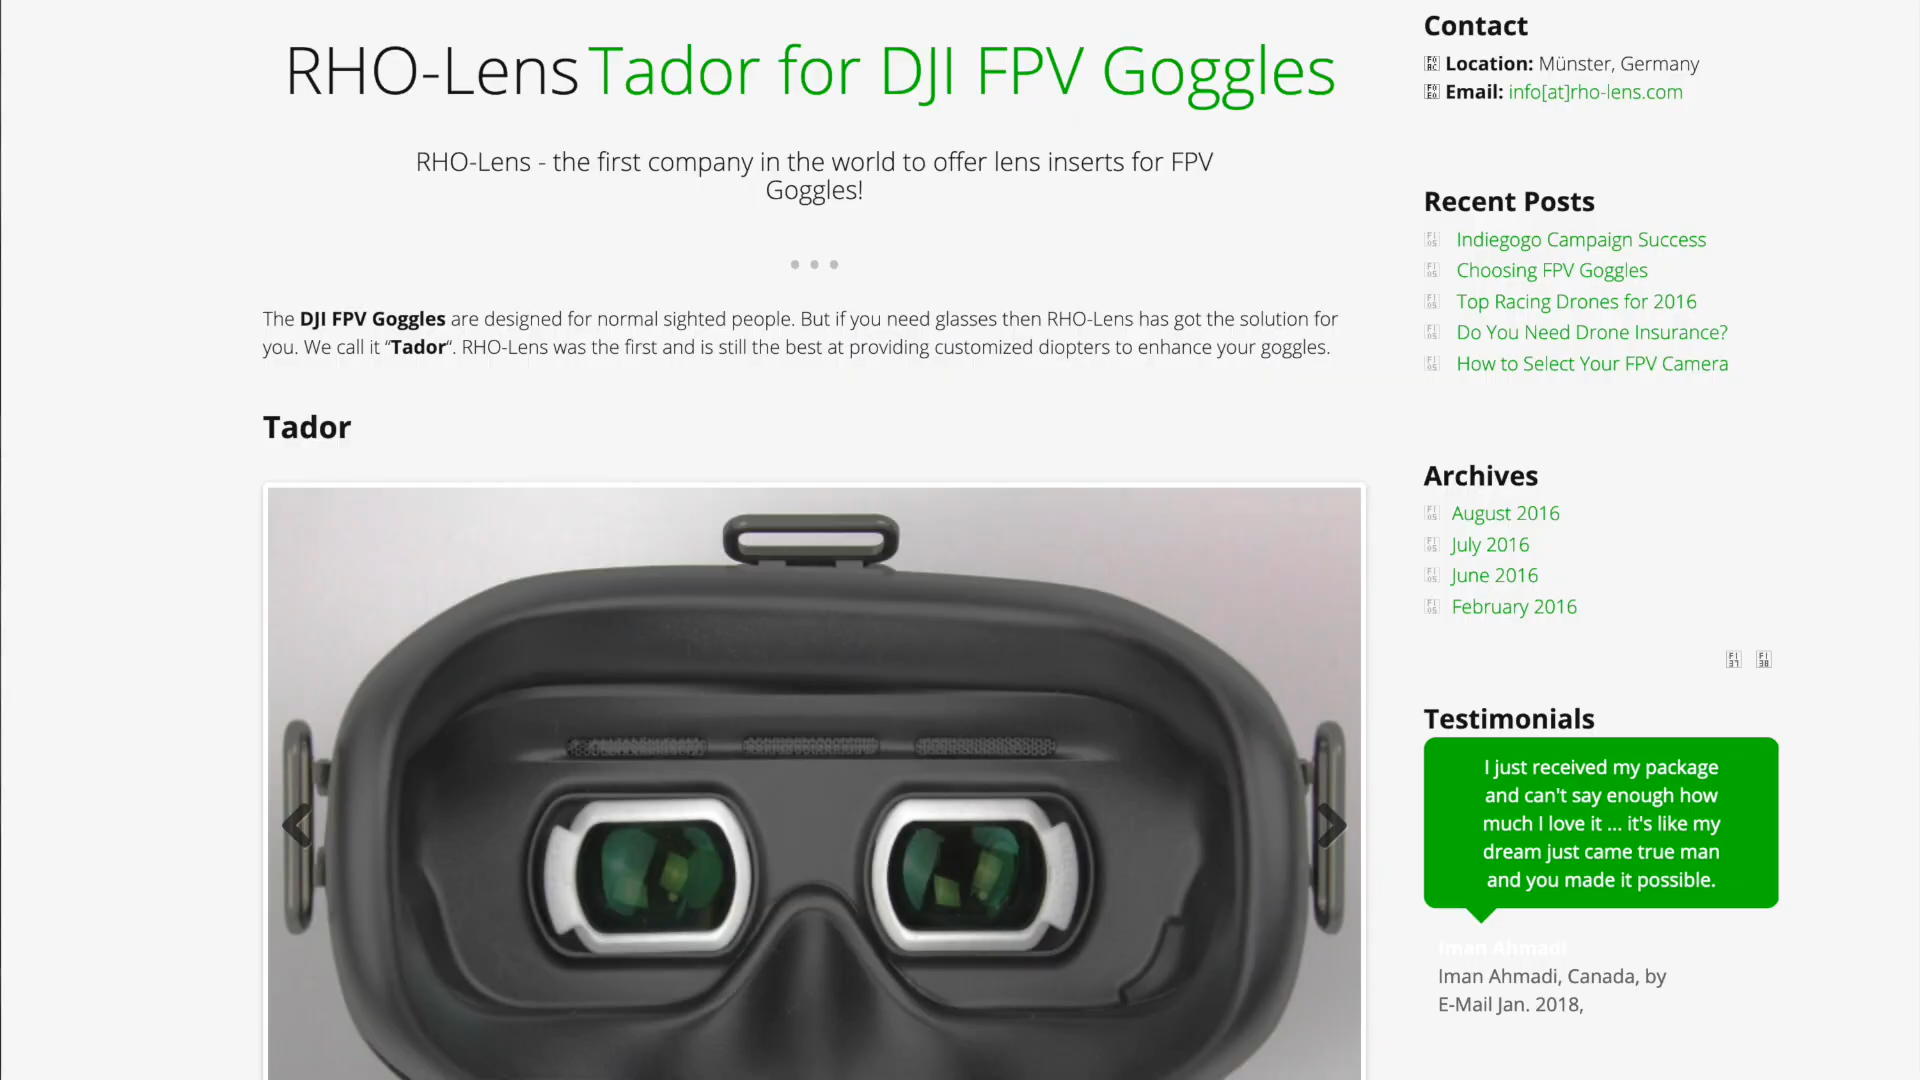 RHO-Lens Tador for DJI FPV Goggles
RHO-Lens - the first company in the world to offer lens inserts for FPV
Goggles!
The DJI FPV Goggles are designed for normal sighted people. But if you need glasses then RHO-Lens has got the solution for
you. We call it “Tador“. RHO-Lens was the first and is still the best at providing customized diopters to enhance your goggles.
Tador
Contact
Location: Münster, Germany
Email: info[at]rho-lens.com
Recent Posts
Indiegogo Campaign Success
Choosing FPV Goggles
Top Racing Drones for 2016
Do You Need Drone Insurance?
How to Select Your FPV Camera
Archives
August 2016
July 2016
June 2016
February 2016
Testimonials
I just received my package
and can't say enough how
much I love it ... it's like my
dream just came true man
and you made it possible.
Iman Ahmadi
Iman Ahmadi, Canada, by
E-Mail Jan. 2018,